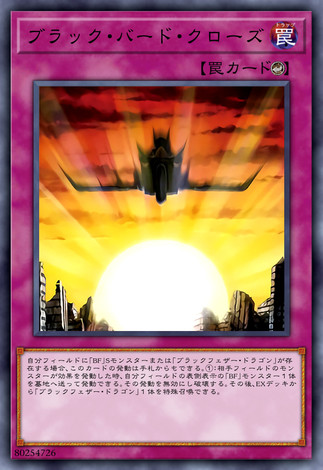 ブラック・バード・クローズ
トラップ
罠
【罠カード】
自分フィールドに「BF」Sモンスターまたは「ブラックフェザー・ドラゴン」が存
在する場合、このカードの発動は手札からもできる。①：相手フィールドのモ
ンスターが効果を発動した時、自分フィールドの表側表示の「BF」モンスター１体
を墓地へ送って発動できる。その発動を無効にし破壊する。その後、EXデッキか
ら「ブラックフェザー・ドラゴン」１体を特殊召喚できる。
80254726